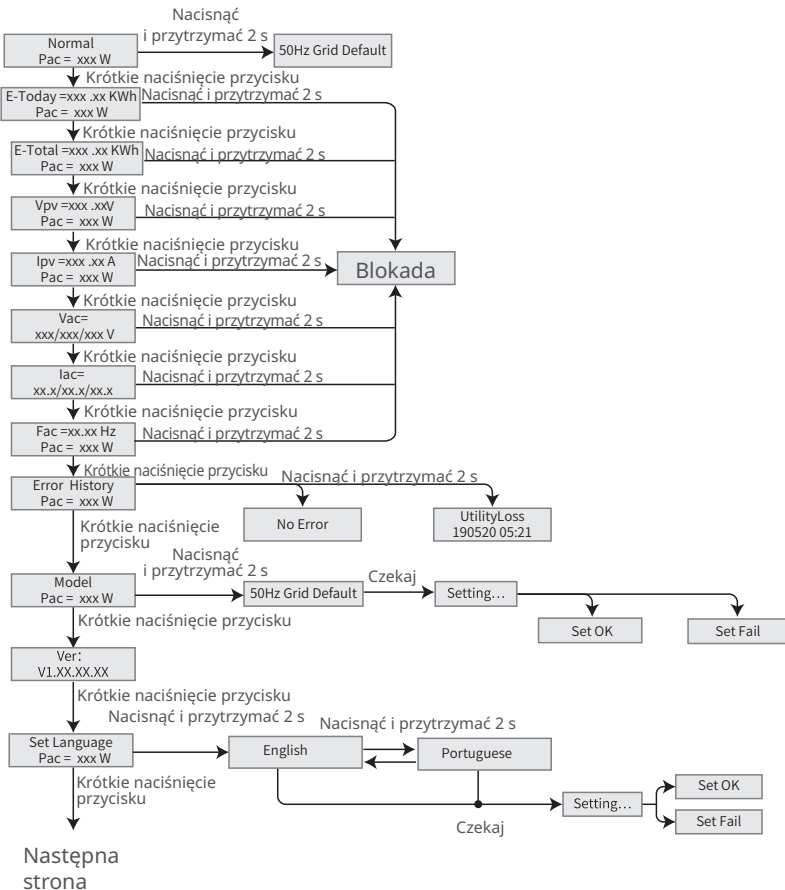 Nacisnąć
i przytrzymać 2 s
Normal
Pac = xxx W
50Hz Grid Default
Krótkie naciśnięcie przycisku
E-Today =xxx .xx KWh
Pac = xxx W
Nacisnąć i przytrzymać 2 s
Krótkie naciśnięcie przycisku
E-Total =xxx .xx KWh
Pac = xxx W
Nacisnąć i przytrzymać 2 s
Krótkie naciśnięcie przycisku
Vpv =xxx .xxV
Pac = xxx W
Nacisnąć i przytrzymać 2 s
Krótkie naciśnięcie przycisku
Ipv =xxx .xx A
Pac = xxx W
Nacisnąć i przytrzymać 2 s
Blokada
Krótkie naciśnięcie przycisku
Vac=
xxx/xxx/xxx V
Nacisnąć i przytrzymać 2 s
Krótkie naciśnięcie przycisku
Iac=
xx.x/xx.x/xx.x
Nacisnąć i przytrzymać 2 s
Krótkie naciśnięcie przycisku
Fac =xx.xx Hz
Pac = xxx W
Nacisnąć i przytrzymać 2 s
Krótkie naciśnięcie przycisku
Nacisnąć i przytrzymać 2 s
Error History
Pac = xxx W
No Error
UtilityLoss
190520 05:21
Krótkie naciśnięcie
przycisku
Nacisnąć
i przytrzymać 2 s
Model
Pac = xxx W
50Hz Grid Default
Czekaj
Setting...
Set OK
Set Fail
Krótkie naciśnięcie przycisku
Ver:
V1.XX.XX.XX
Krótkie naciśnięcie przycisku
Nacisnąć i przytrzymać 2 s
Nacisnąć i przytrzymać 2 s
Set Language
Pac = xxx W
English
Portuguese
Krótkie naciśnięcie
przycisku
Setting...
Set OK
Set Fail
Czekaj
Następna
strona